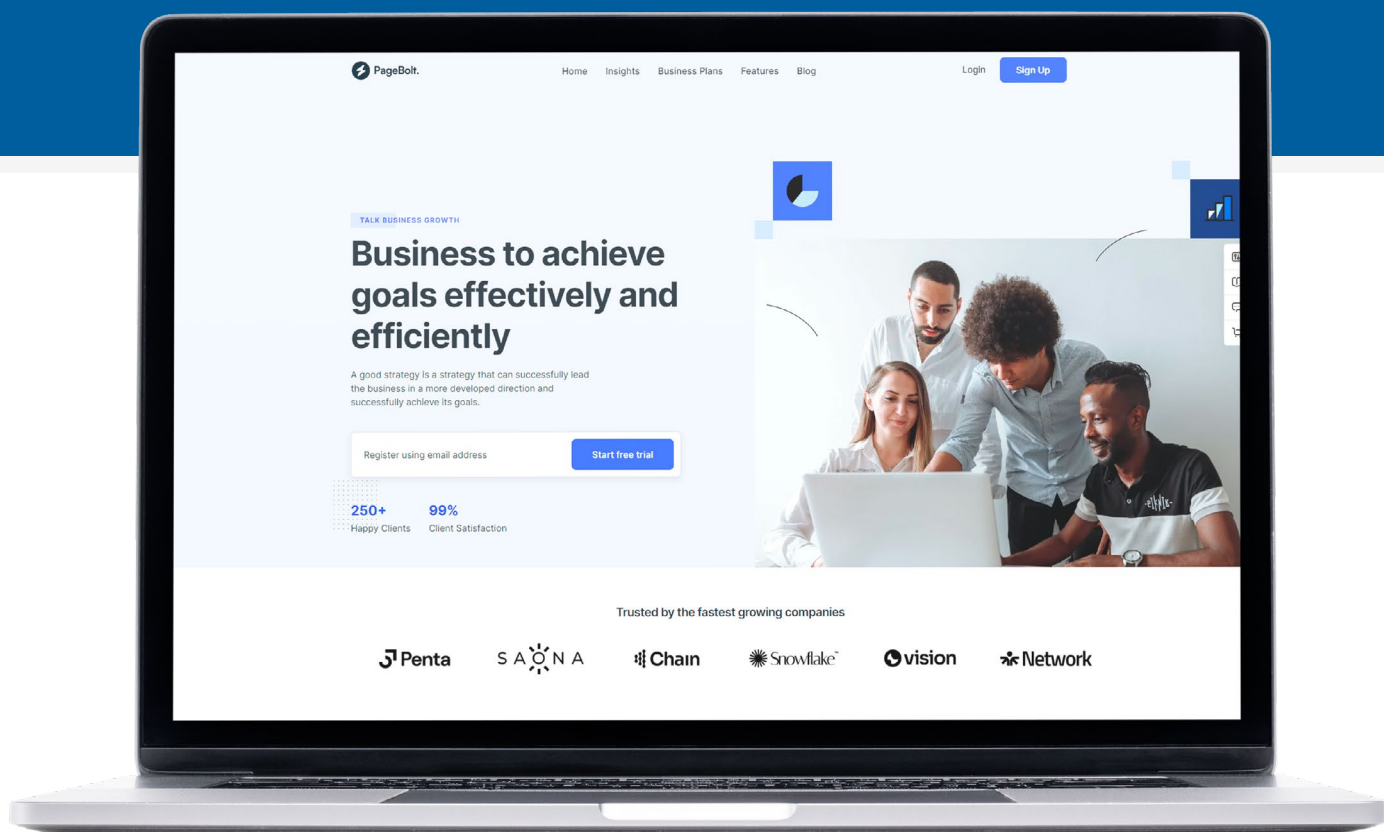 PageBolt.
Home Insights Business Plans Features Blog
Login Sign Up
TALK BUSINESS GROWTH
Business to achieve
goals effectively and
efficiently
A good strategy is a strategy that can successfully lead
the business in a more developed direction and
successfully achieve its goals.
Register using email address Start free trial
250+ 99%
Happy Clients Client Satisfaction
Trusted by the fastest growing companies
Penta SAONA Chain Snowflake vision Network